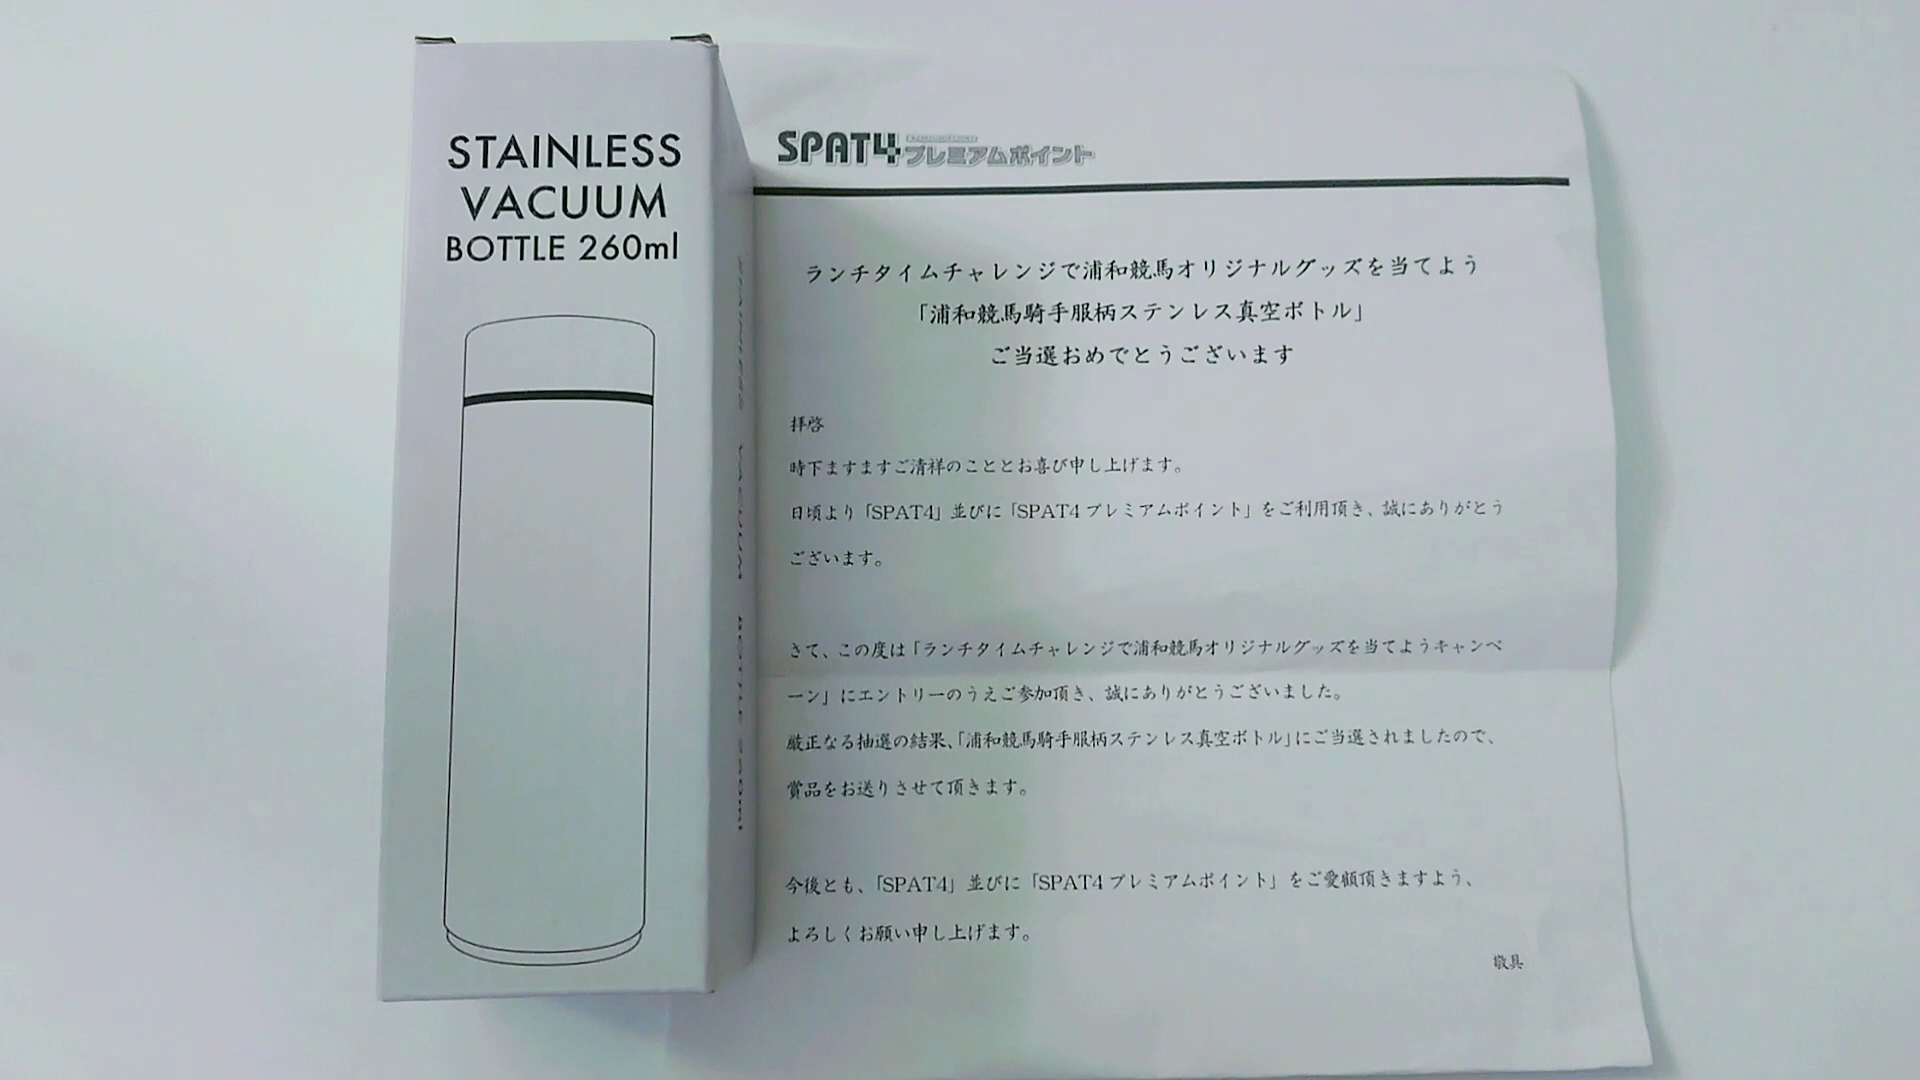 STAINLESS
VACUUM
BOTTLE 260ml
STAINLESS VACUUM BOTTLE 260ml
SPAT4 プレミアムポイント
ランチタイムチャレンジで浦和競馬オリジナルグッズを当てよう
「浦和競馬騎手服柄ステンレス真空ボトル」
ご当選おめでとうございます
拝啓
時下ますますご清祥のこととお喜び申し上げます。
日頃より「SPAT4」並びに「SPAT4 プレミアムポイント」をご利用頂き、誠にありがとう
ございます。
さて、この度は「ランチタイムチャレンジで浦和競馬オリジナルグッズを当てようキャンペ
ーン」にエントリーのうえご参加頂き、誠にありがとうございました。
厳正なる抽選の結果、「浦和競馬騎手服柄ステンレス真空ボトル」にご当選されましたので、
賞品をお送りさせて頂きます。
今後とも、「SPAT4」並びに「SPAT4 プレミアムポイント」をご愛顧頂きますよう、
よろしくお願い申し上げます。
敬具